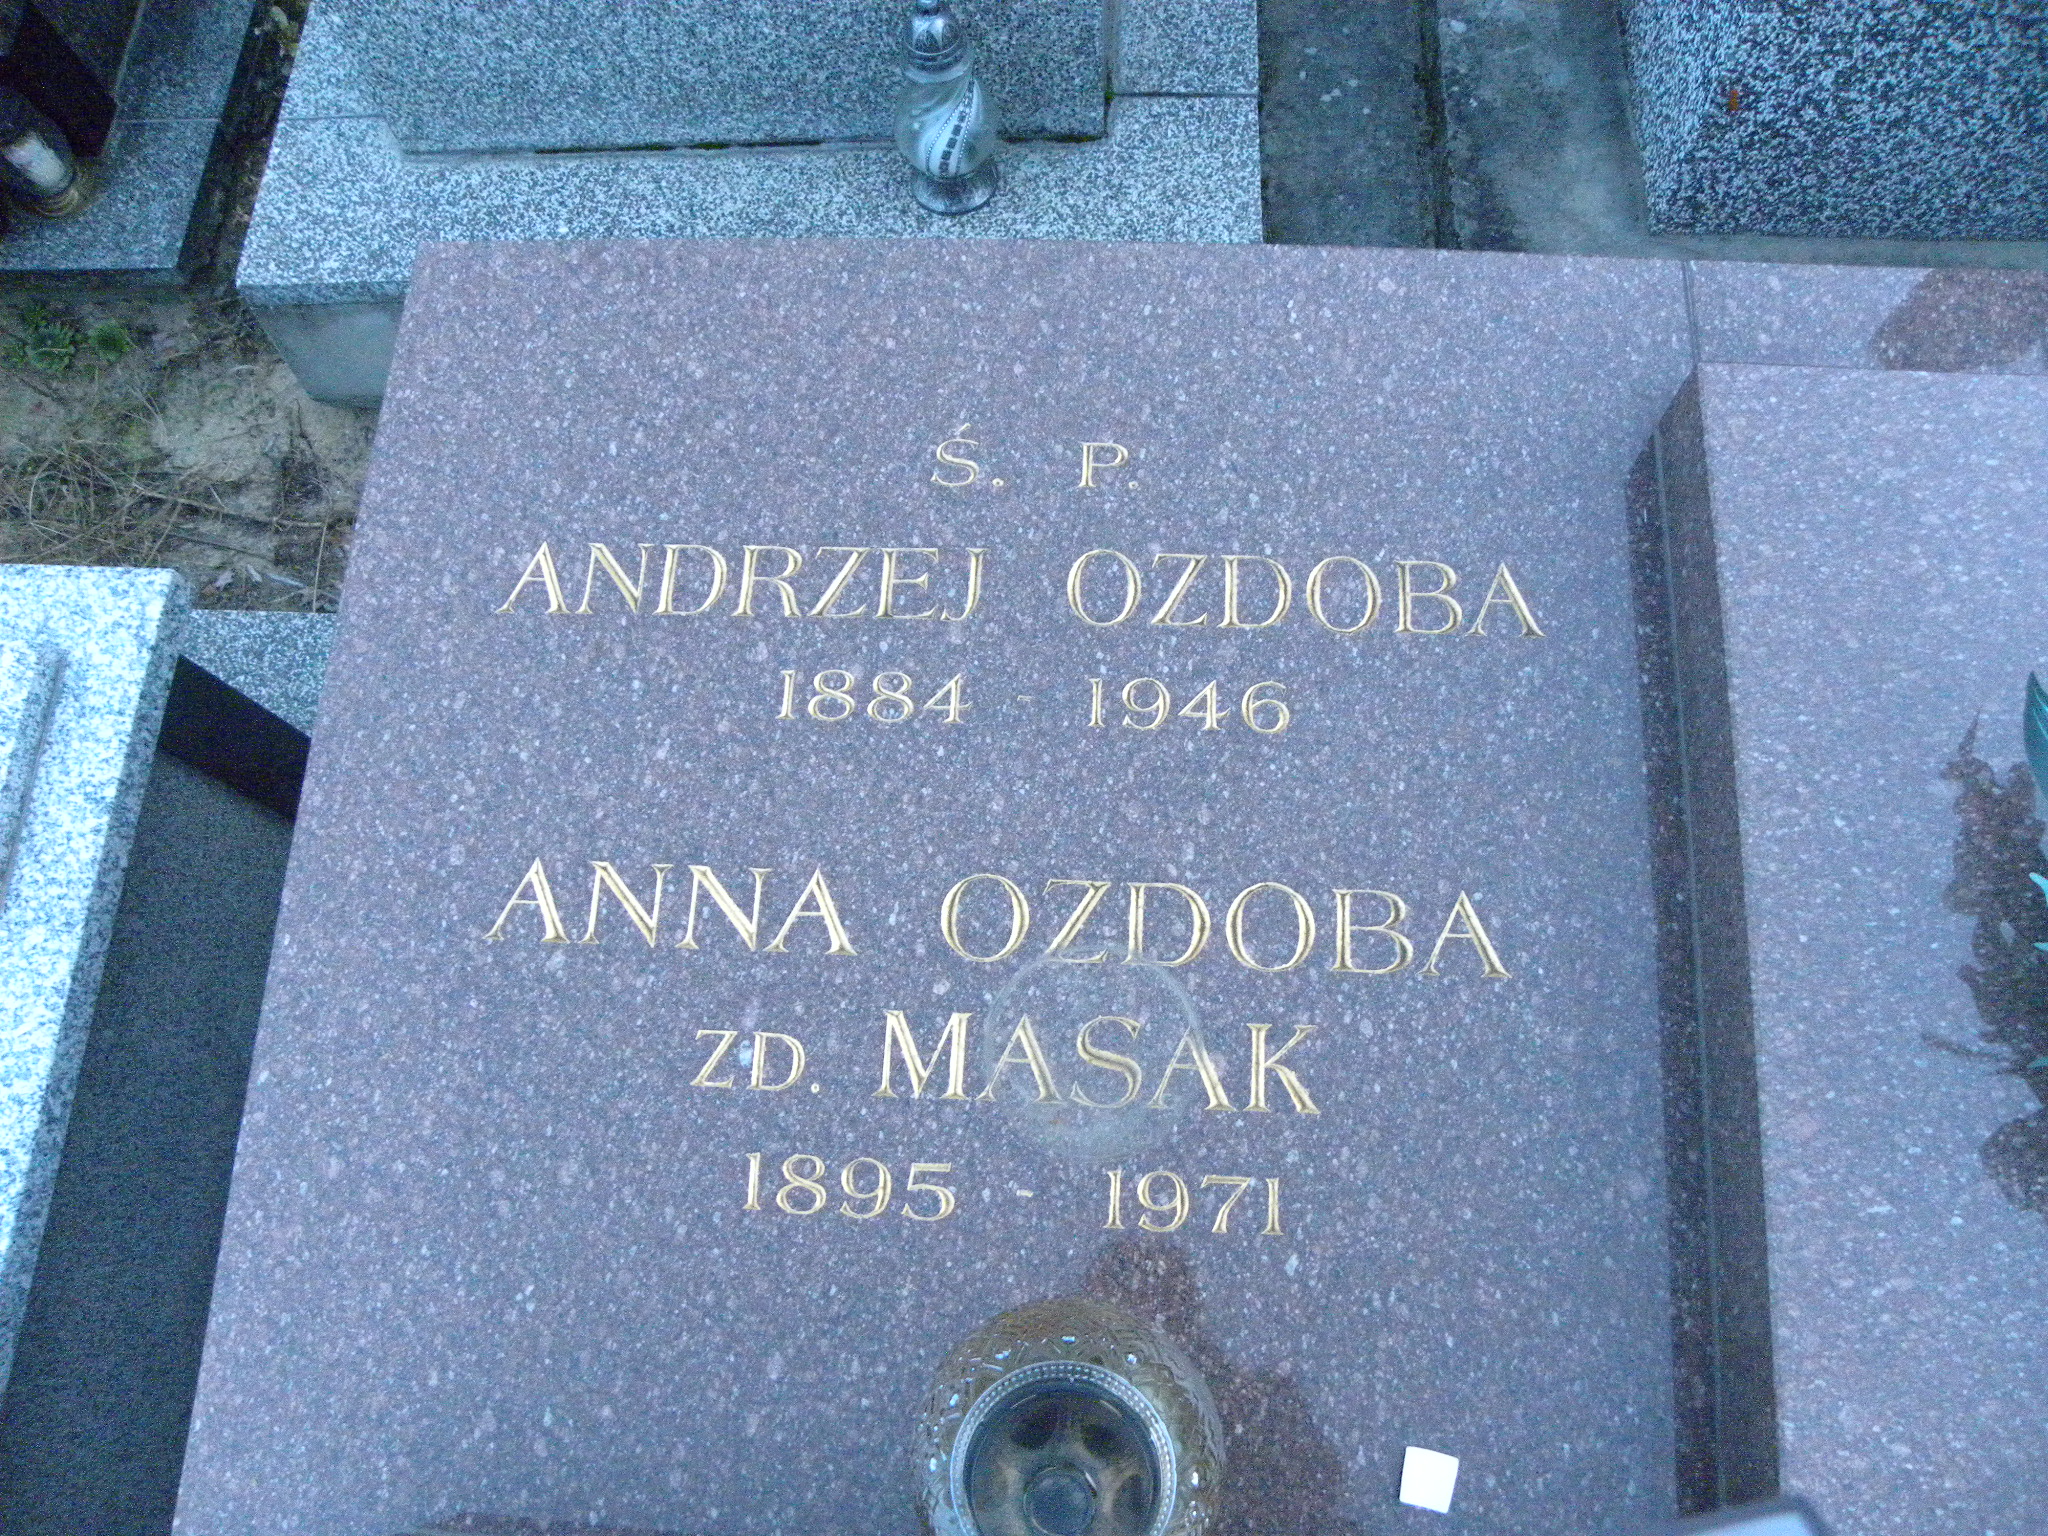 Ś. P.
ANDRZEJ OZDOBA
1884 - 1946
ANNA OZDOBA
ZD. MASAK
1895 - 1971